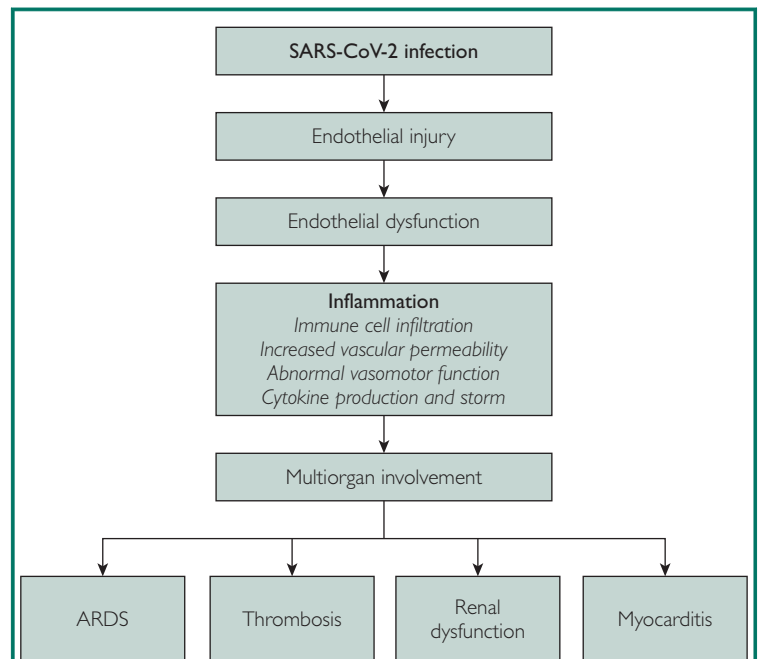 SARS-CoV-2 infection
Endothelial injury
Endothelial dysfunction
Inflammation
Immune cell infiltration
Increased vascular permeability
Abnormal vasomotor function
Cytokine production and storm
Multiorgan involvement
ARDS
Thrombosis
Renal
dysfunction
Myocarditis